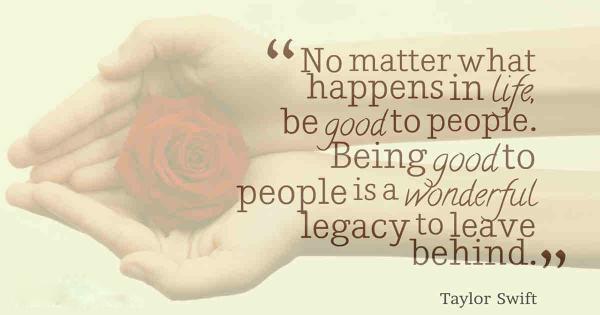 “No matter what
happens in life,
be good to people.
Being good to
people is a wonderful
legacy to leave
behind.”
Taylor Swift